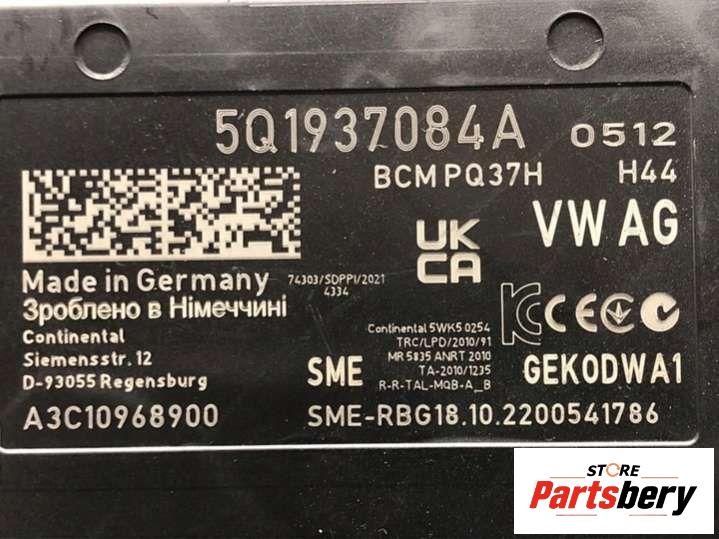 5Q1937084A 0512
BCM PQ37H H44
UK CA VW AG
Made in Germany 74303/SDPPI/2021
4334
Зроблено в Німеччині
Continental
Siemensstr. 12
D-93055 Regensburg
SME
Continental 5WK5 0254
TRC/LPD/2010/91
MR 5835 ANRT 2010
TA-2010/1235
R-R-TAL-MQB-A_B
CE
GEK0DWA1
A3C10968900 SME-RBG18.10.2200541786
STORE
Partsbery